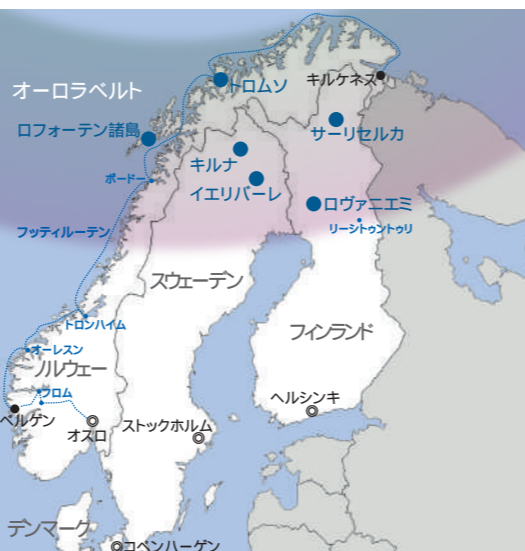 オーロラベルト
トロムソ
キルケネス
ロフォーテン諸島
サーリセルカ
キルナ
ボードー
イエリバーレ
ロヴァニエミ
リーシトゥントゥリ
フッティルーテン
スウェーデン
トロンハイム
フィンランド
オーレスン
ノルウェー
フロム
ベルゲン
オスロ
ストックホルム
ヘルシンキ
デンマーク
コペンハーゲン